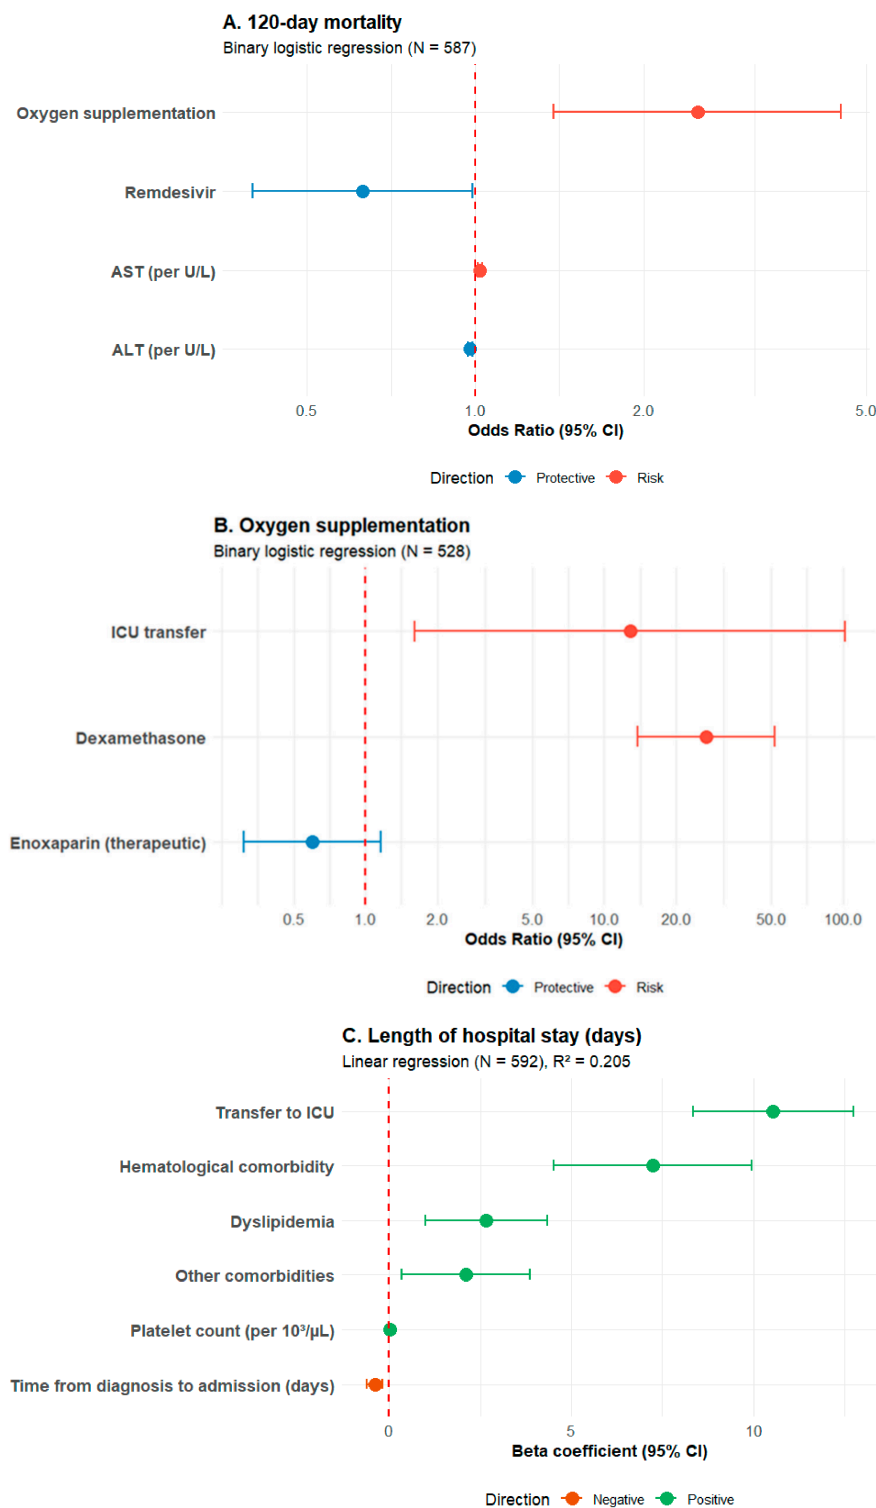 A. 120-day mortality
Binary logistic regression (N = 587)
Oxygen supplementation
Remdesivir
AST (per U/L)
ALT (per U/L)
0.5 1.0 2.0 5.0
Odds Ratio (95% CI)
Direction Protective Risk
B. Oxygen supplementation
Binary logistic regression (N = 528)
ICU transfer
Dexamethasone
Enoxaparin (therapeutic)
0.5 1.0 2.0 5.0 10.0 20.0 50.0 100.0
Odds Ratio (95% CI)
Direction Protective Risk
C. Length of hospital stay (days)
Linear regression (N = 592), R² = 0.205
Transfer to ICU
Hematological comorbidity
Dyslipidemia
Other comorbidities
Platelet count (per 10³/µL)
Time from diagnosis to admission (days)
0 5 10
Beta coefficient (95% CI)
Direction Negative Positive